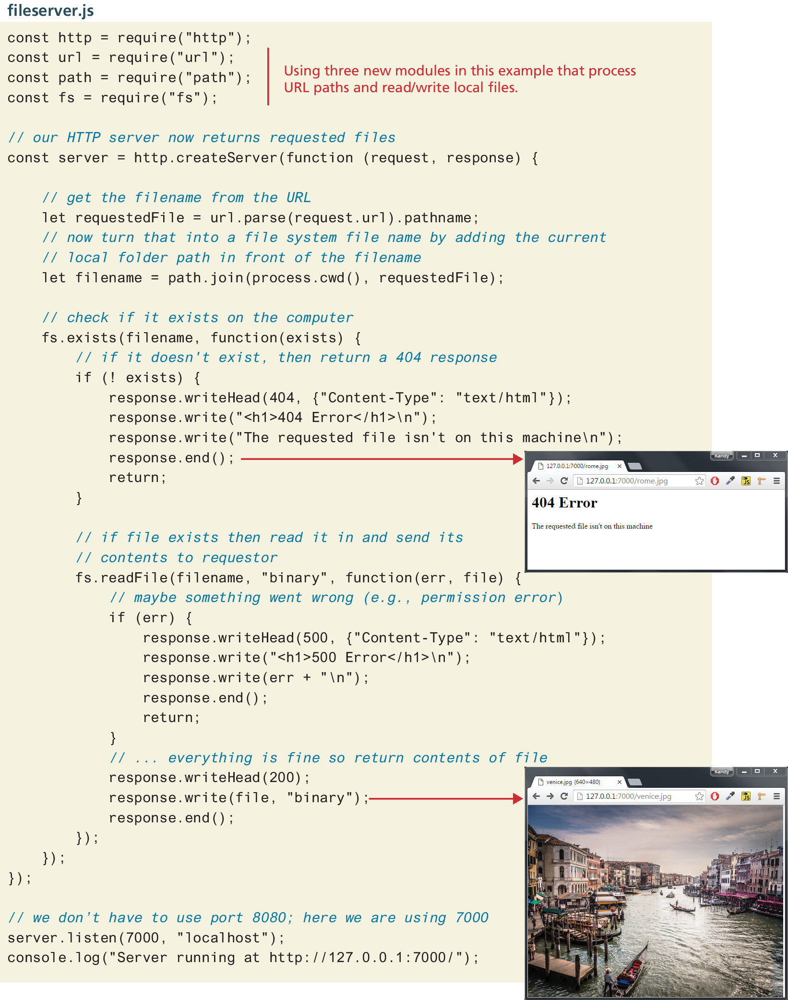 fileserver.js
const http = require("http");
const url = require("url");
const path = require("path");
const fs = require("fs");
Using three new modules in this example that process
URL paths and read/write local files.
// our HTTP server now returns requested files
const server = http.createServer(function (request, response) {
// get the filename from the URL
let requestedFile = url.parse(request.url).pathname;
// now turn that into a file system file name by adding the current
// local folder path in front of the filename
let filename = path.join(process.cwd(), requestedFile);
// check if it exists on the computer
fs.exists(filename, function(exists) {
// if it doesn't exist, then return a 404 response
if (! exists) {
response.writeHead(404, {"Content-Type": "text/html"});
response.write("<h1>404 Error</h1>\n");
response.write("The requested file isn't on this machine\n");
response.end();
return;
}
Randy
127.0.0.1:7000/rome.jpg
127.0.0.1:7000/rome.jpg
JS
404 Error
The requested file isn't on this machine
// if file exists then read it in and send its
// contents to requestor
fs.readFile(filename, "binary", function(err, file) {
// maybe something went wrong (e.g., permission error)
if (err) {
response.writeHead(500, {"Content-Type": "text/html"});
response.write("<h1>500 Error</h1>\n");
response.write(err + "\n");
response.end();
return;
}
// ... everything is fine so return contents of file
response.writeHead(200);
response.write(file, "binary");
response.end();
});
});
});
Randy
venice.jpg (640×480)
127.0.0.1:7000/venice.jpg
JS
// we don’t have to use port 8080; here we are using 7000
server.listen(7000, "localhost");
console.log("Server running at http://127.0.0.1:7000/");